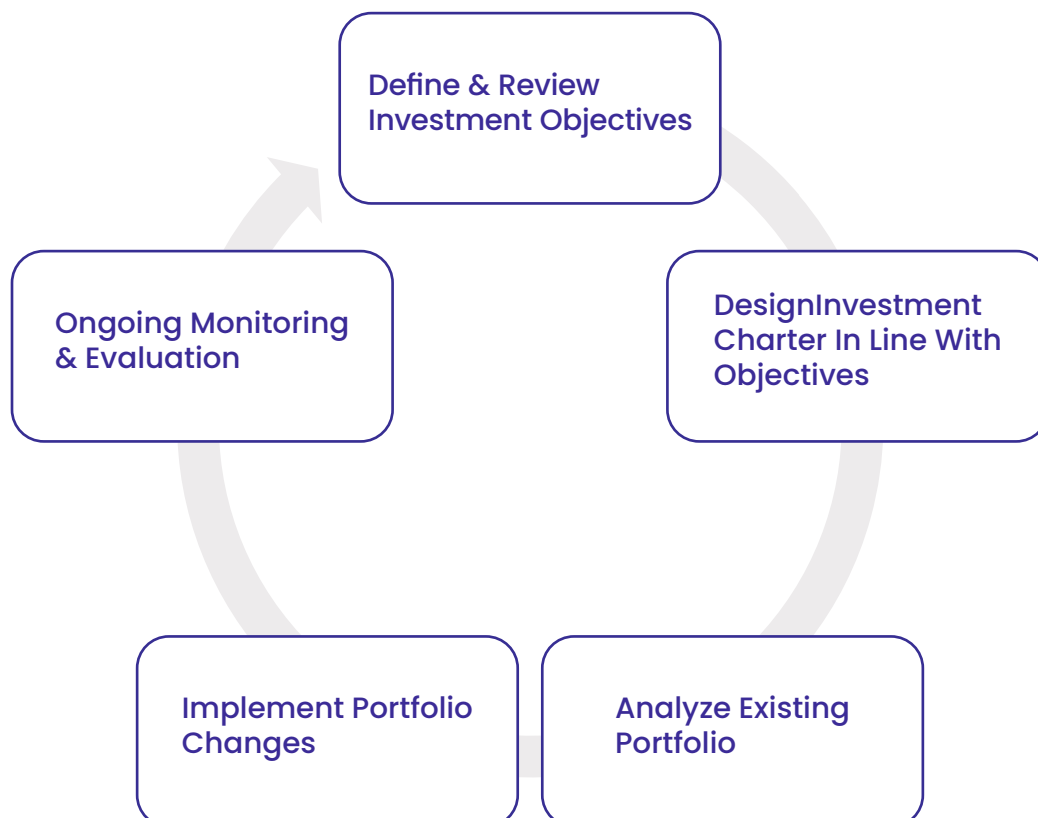 Define & Review
Investment Objectives
DesignInvestment
Charter In Line With
Objectives
Analyze Existing
Portfolio
Implement Portfolio
Changes
Ongoing Monitoring
& Evaluation